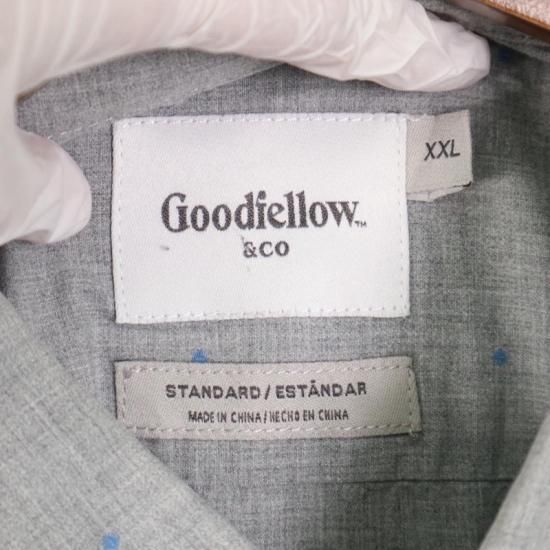 Goodfellow™
&CO
XXL
STANDARD/ESTÁNDAR
MADE IN CHINA/HECHO EN CHINA